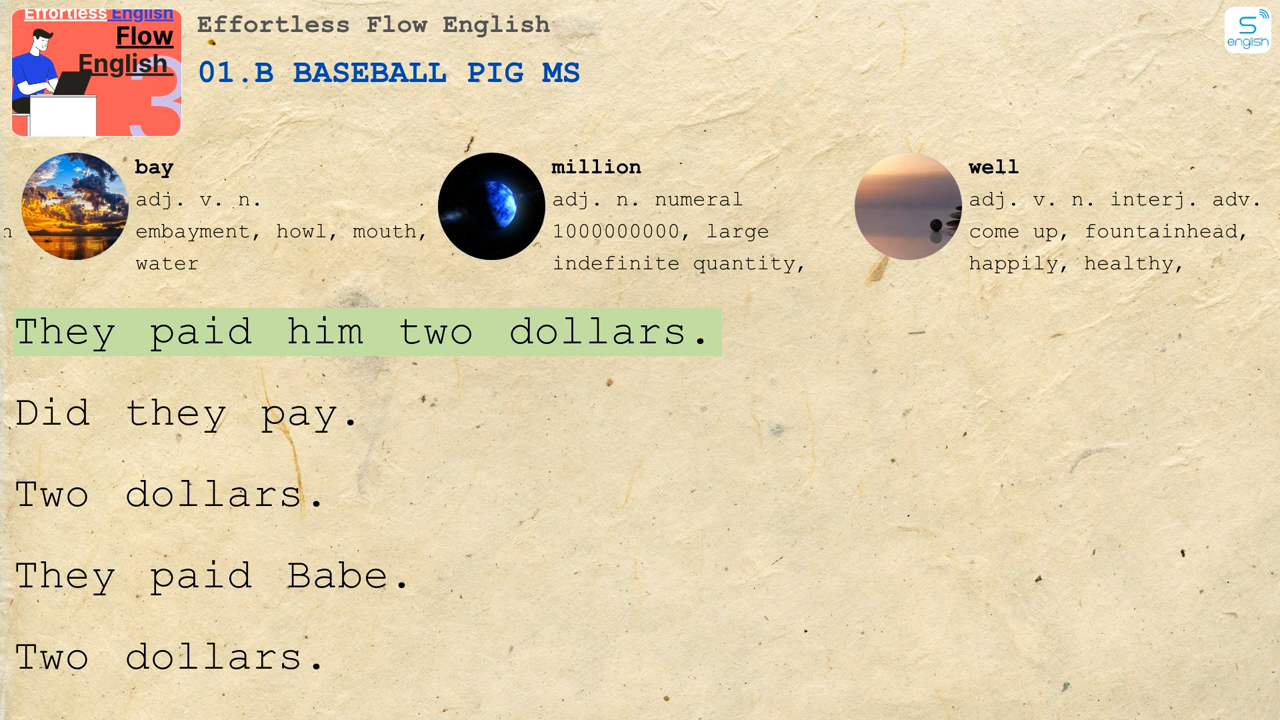 Effortless English
Flow
English
3
Effortless Flow English
01.B BASEBALL PIG MS
S
english
bay
adj. v. n.
embayment, howl, mouth,
water
million
adj. n. numeral
1000000000, large
indefinite quantity,
well
adj. v. n. interj. adv.
come up, fountainhead,
happily, healthy,
n
They paid him two dollars.
Did they pay.
Two dollars.
They paid Babe.
Two dollars.